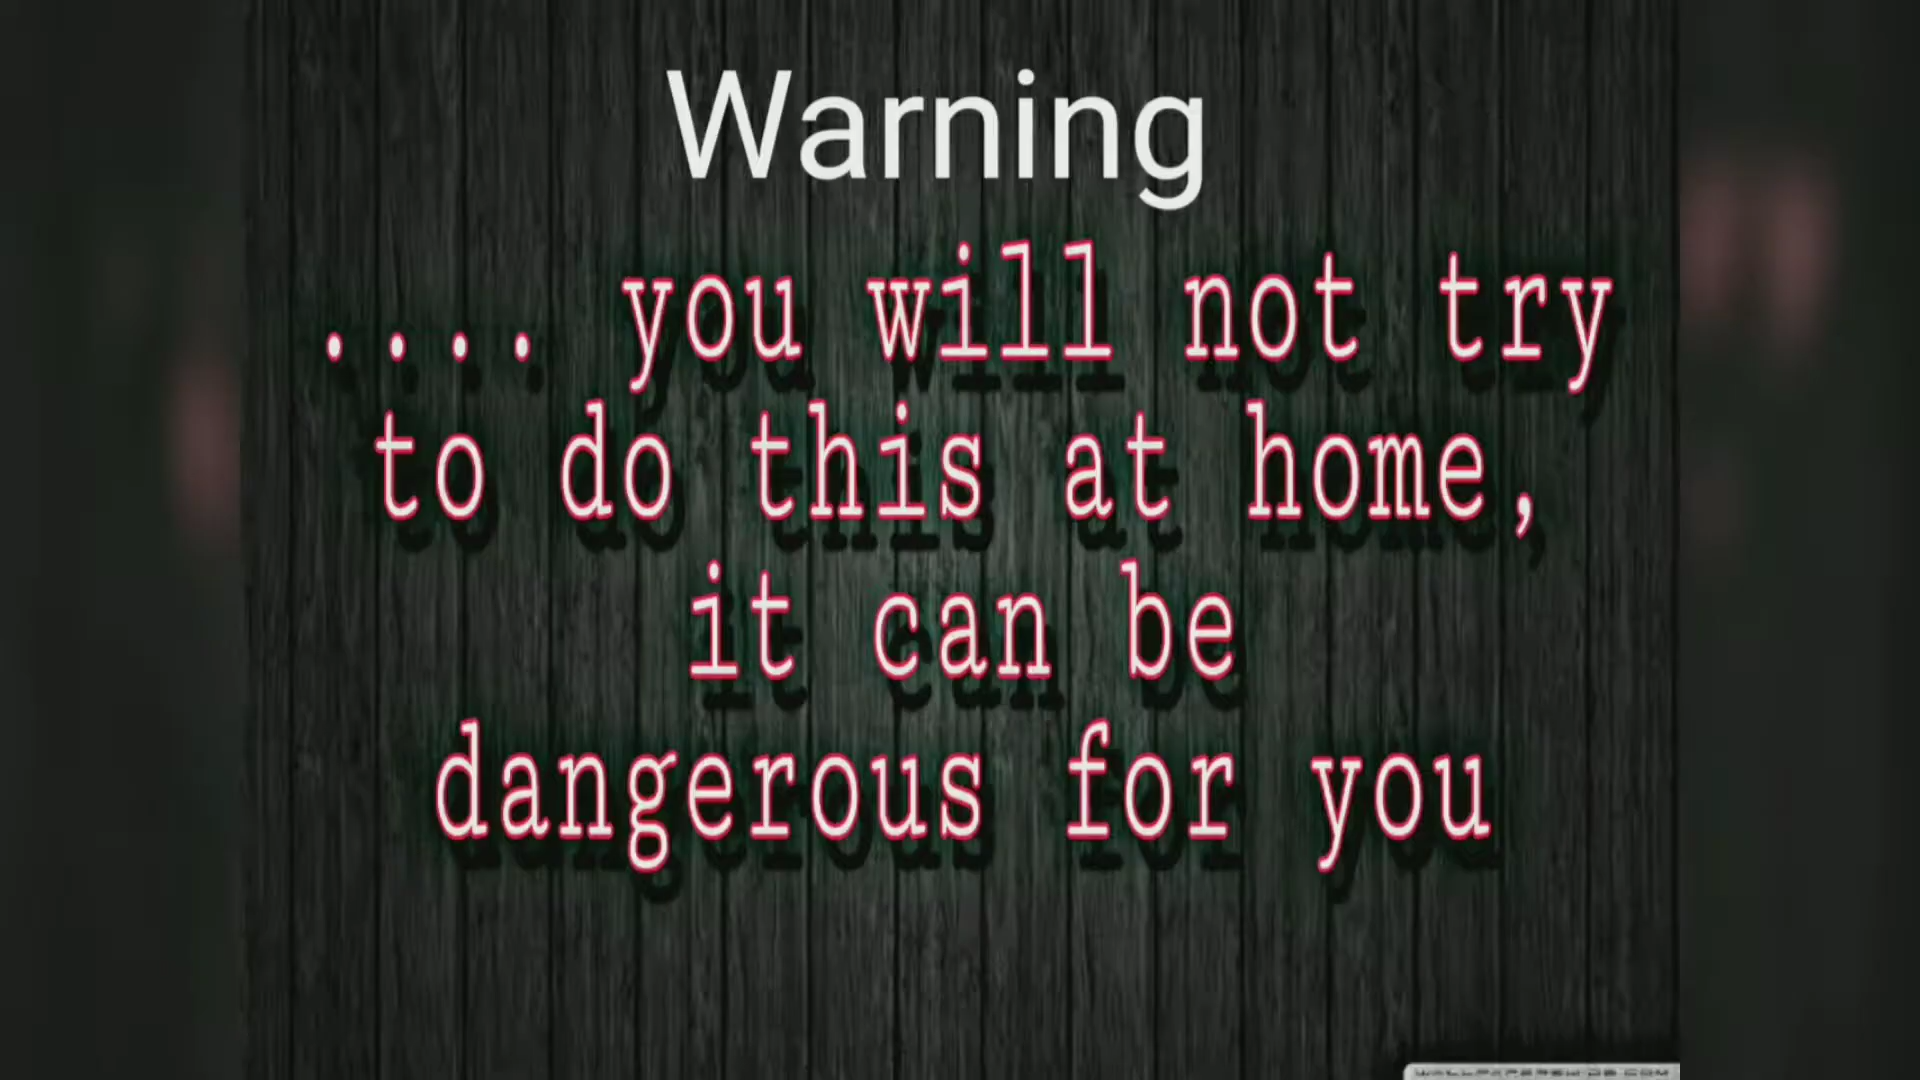 Warning
.... you will not try
to do this at home,
it can be
dangerous for you